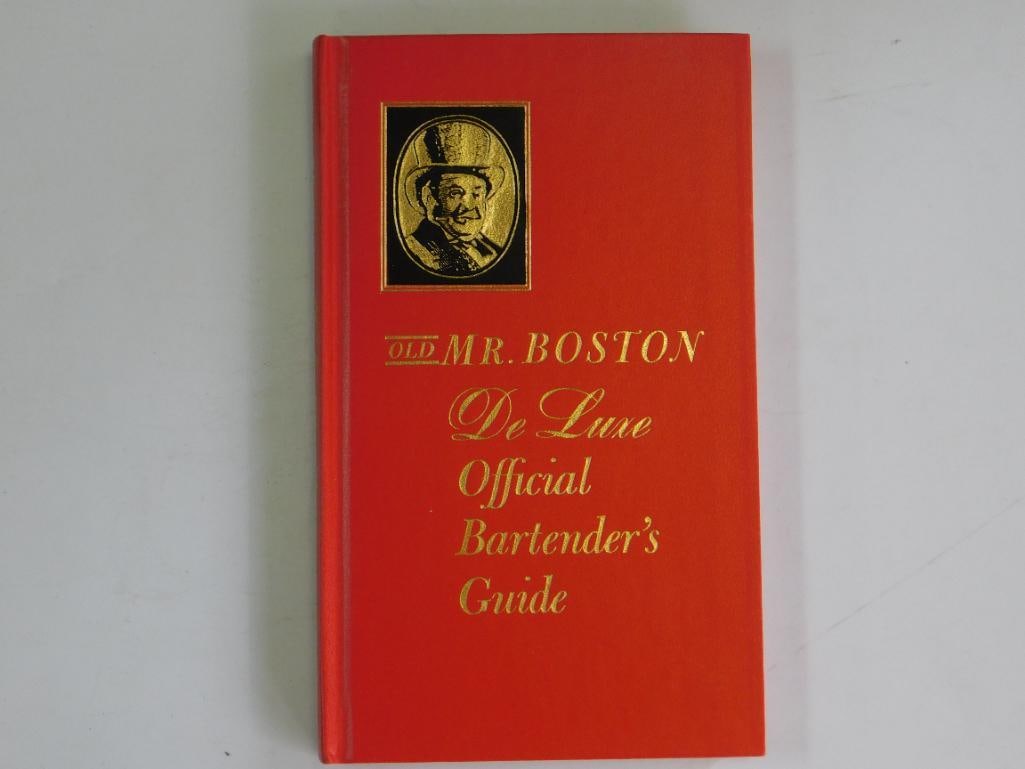 OLD MR. BOSTON
De Luxe
Official
Bartender's
Guide